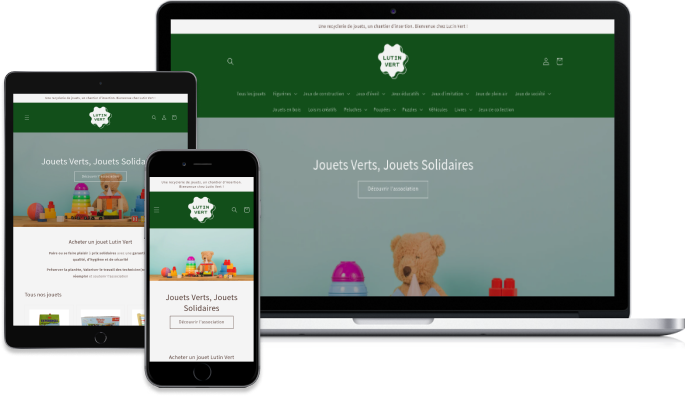 Une recyclerie de jouets, un chantier d'insertion. Bienvenue chez Lutin Vert !
LUTIN
VERT
Tous les jouets Figurines Jeux de construction Jeux d'éveil Jeux éducatifs Jeux d'imitation Jeux de plein air Jeux de société
Jouets en bois Loisirs créatifs Peluches Poupées Puzzles Véhicules Livres Jeux de collection
Jouets Verts, Jouets Solidaires
Découvrir l'association
Une recyclerie de jouets, un chantier d'insertion. Bienvenue chez Lutin Vert !
LUTIN
VERT
Jouets Verts, Jouets Solida
Découvrir l'association
Acheter un jouet Lutin Vert
Tous nos jouets
Une recyclerie de jouets, un chantier d'insertion.
Bienvenue chez Lutin Vert !
LUTIN
VERT
Jouets Verts, Jouets
Solidaires
Découvrir l'association
Acheter un jouet Lutin Vert